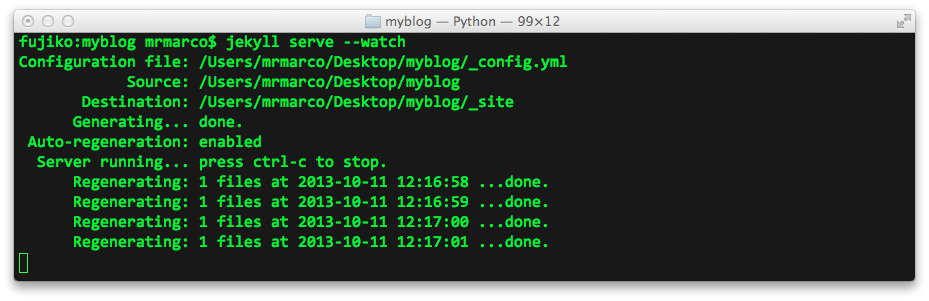 myblog — Python — 99×12
fujiko:myblog mrmarco$ jekyll serve --watch
Configuration file: /Users/mrmarco/Desktop/myblog/_config.yml
Source: /Users/mrmarco/Desktop/myblog
Destination: /Users/mrmarco/Desktop/myblog/_site
Generating... done.
Auto-regeneration: enabled
Server running... press ctrl-c to stop.
Regenerating: 1 files at 2013-10-11 12:16:58 ...done.
Regenerating: 1 files at 2013-10-11 12:16:59 ...done.
Regenerating: 1 files at 2013-10-11 12:17:00 ...done.
Regenerating: 1 files at 2013-10-11 12:17:01 ...done.